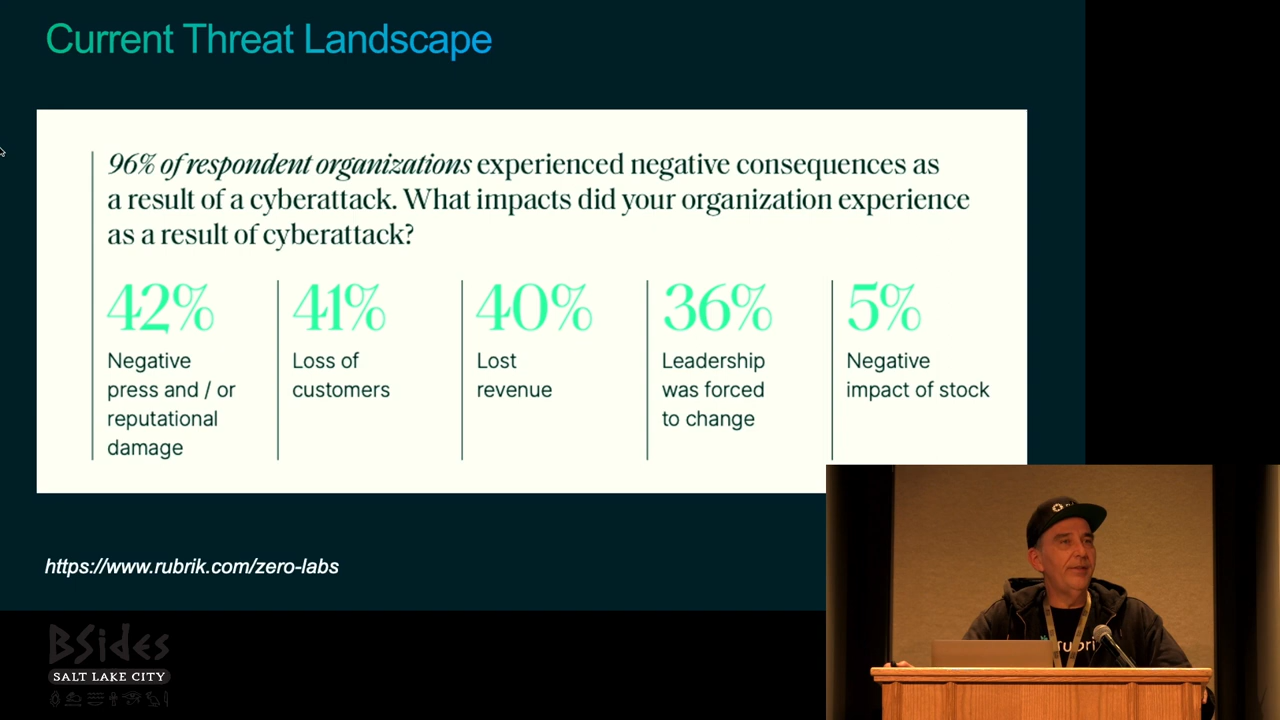 Current Threat Landscape
96% of respondent organizations experienced negative consequences as
a result of a cyberattack. What impacts did your organization experience
as a result of cyberattack?
42%
Negative
press and / or
reputational
damage
41%
Loss of
customers
40%
Lost
revenue
36%
Leadership
was forced
to change
5%
Negative
impact of stock
https://www.rubrik.com/zero-labs
BSides
SALT LAKE CITY